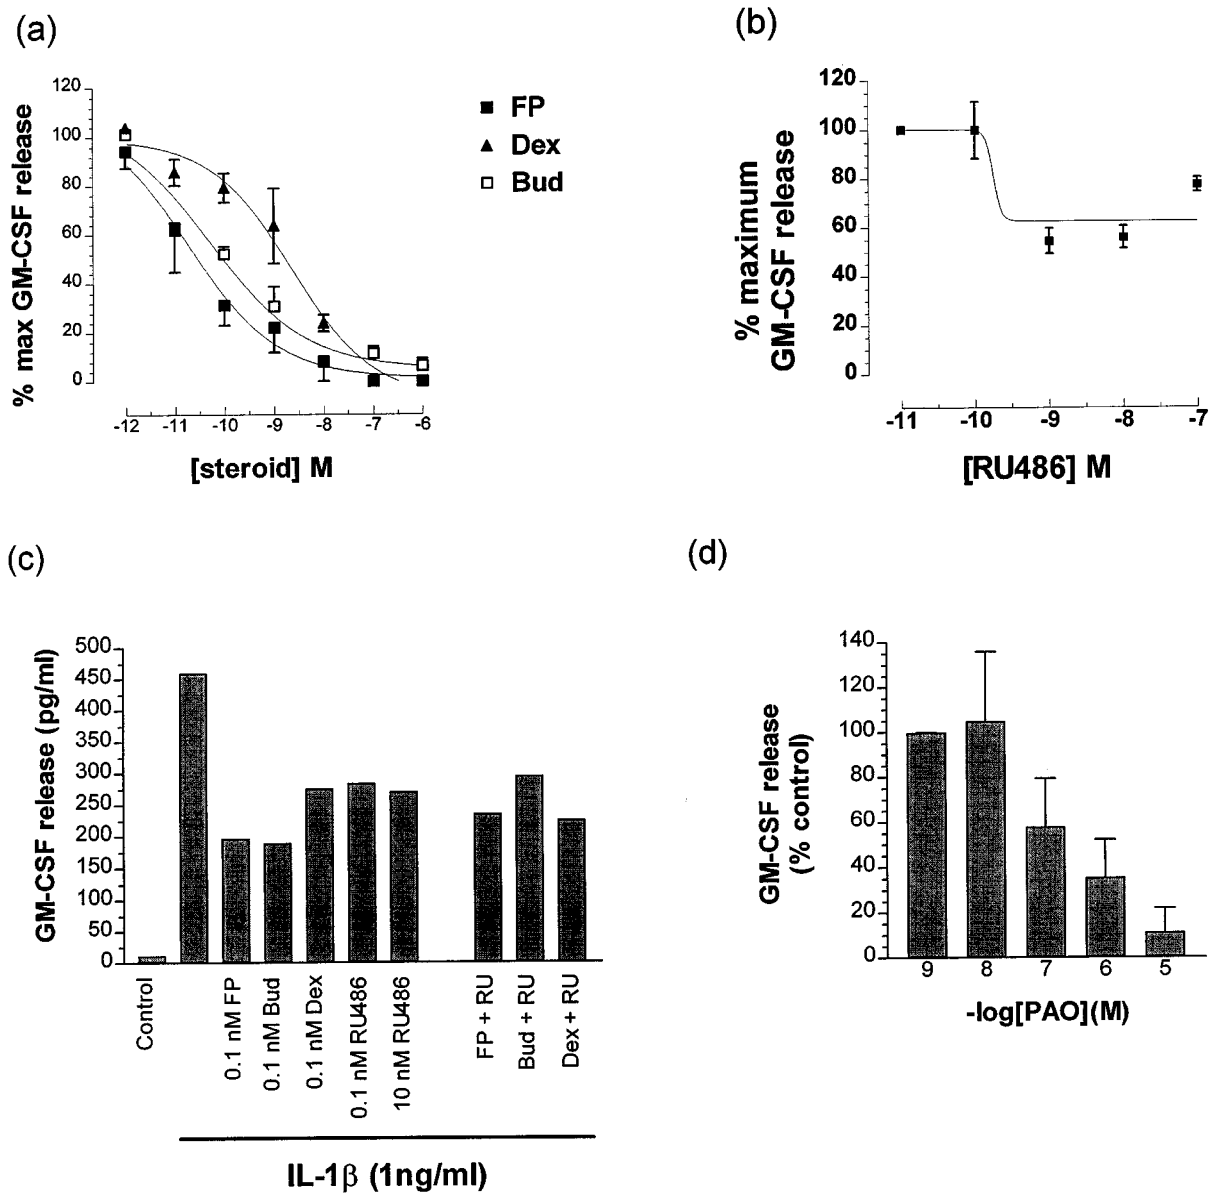 (a)
% max GM-CSF release
120
100
80
60
40
20
0
-12 -11 -10 -9 -8 -7 -6
[steroid] M
FP
Dex
Bud
(b)
% maximum
GM-CSF release
120
100
80
60
40
20
0
-11 -10 -9 -8 -7
[RU486] M
(c)
GM-CSF release (pg/ml)
500
450
400
350
300
250
200
150
100
50
0
Control
0.1 nM FP
0.1 nM Bud
0.1 nM Dex
0.1 nM RU486
10 nM RU486
FP + RU
Bud + RU
Dex + RU
IL-1β (1ng/ml)
(d)
GM-CSF release
(% control)
140
120
100
80
60
40
20
0
9 8 7 6 5
-log[PAO](M)